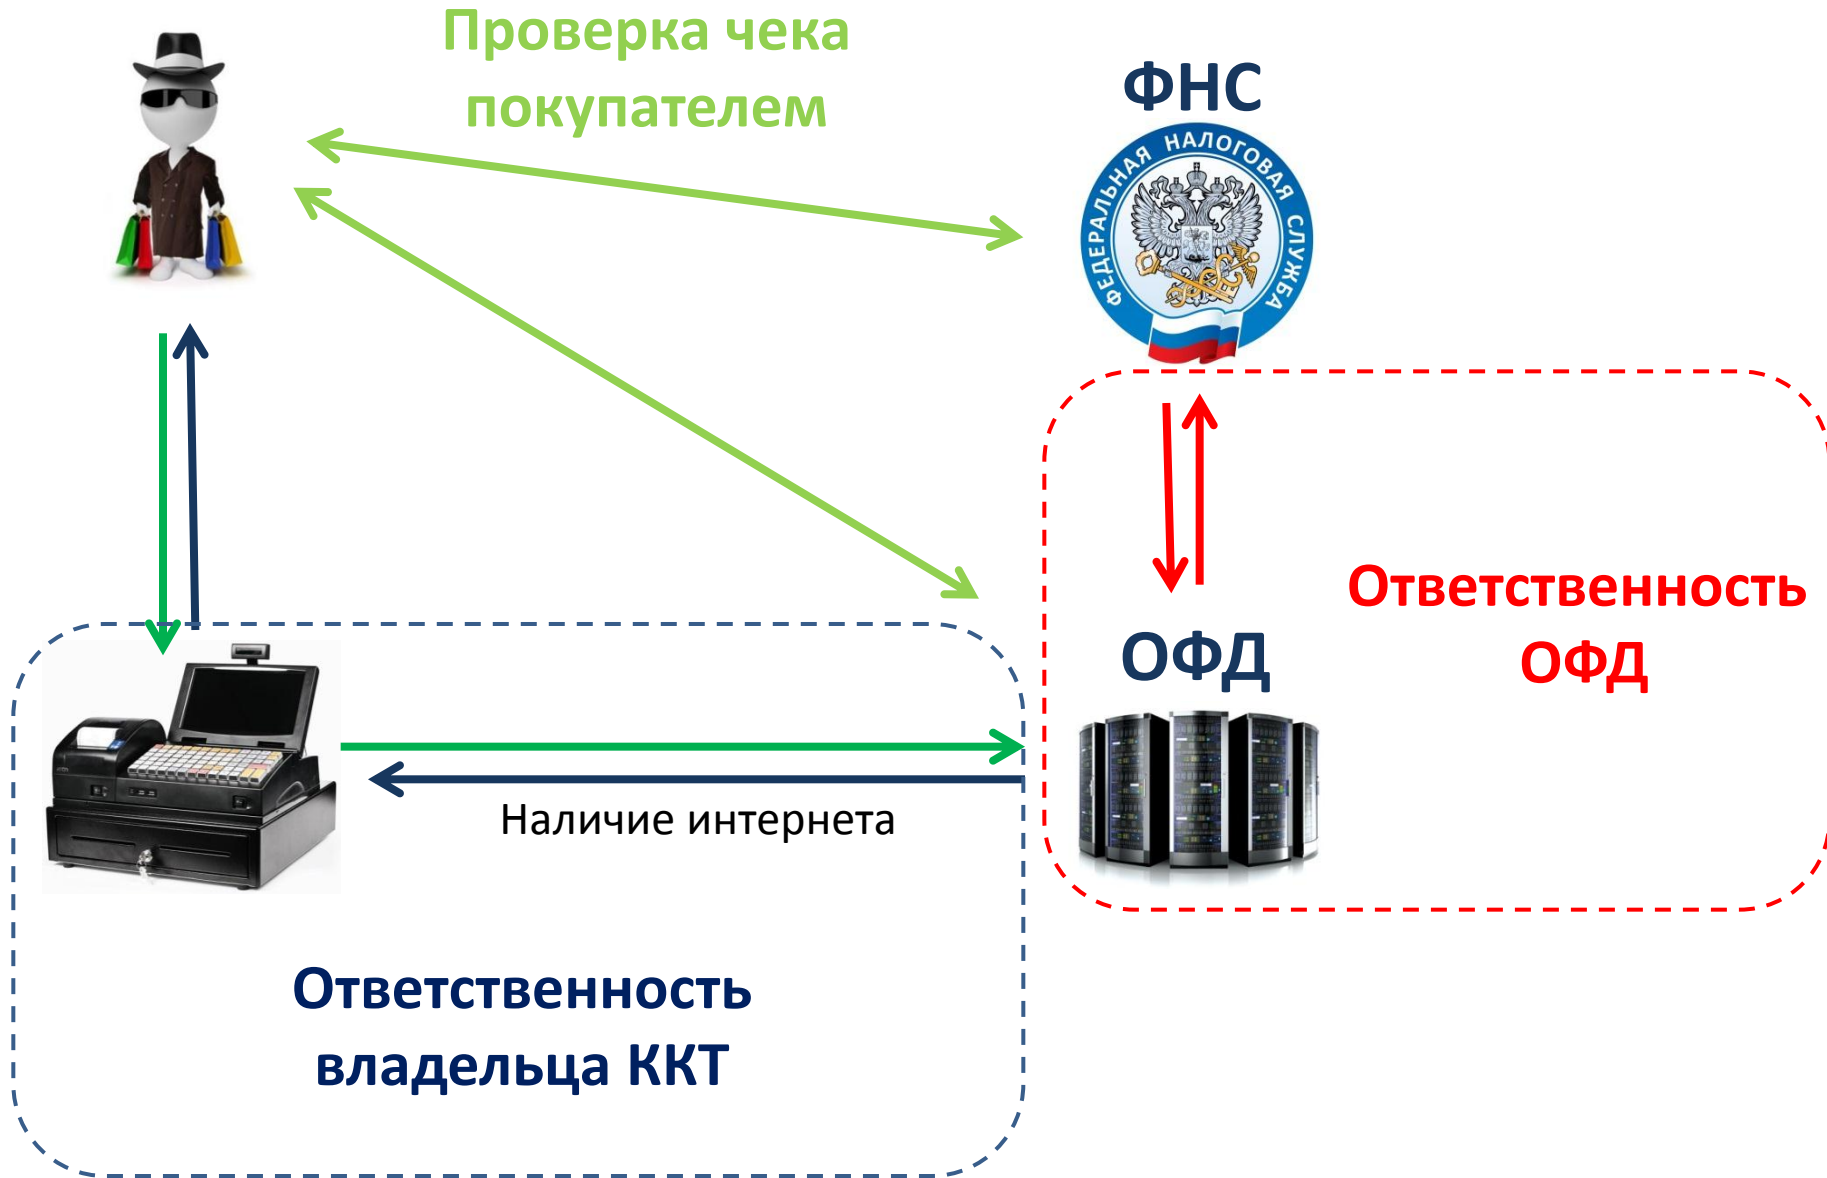 Проверка чека
покупателем
ФНС
ФЕДЕРАЛЬНАЯ НАЛОГОВАЯ СЛУЖБА
Ответственность
ОФД
ОФД
Наличие интернета
Ответственность
владельца ККТ